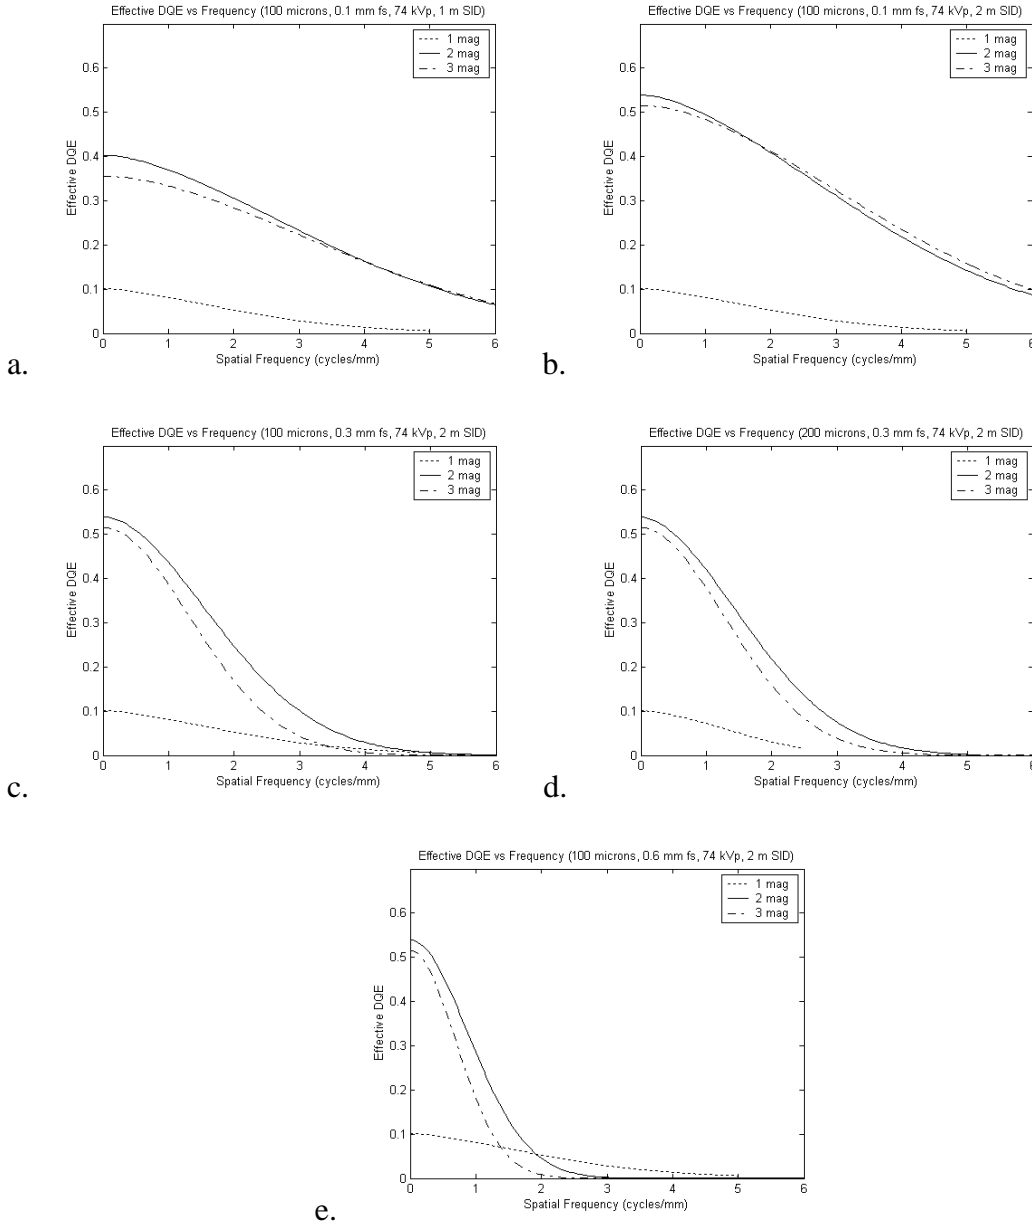 Effective DQE vs Frequency (100 microns, 0.1 mm fs, 74 kVp, 1 m SID)
1 mag
2 mag
3 mag
0.6
0.5
0.4
0.3
0.2
0.1
0
Effective DQE
0 1 2 3 4 5 6
Spatial Frequency (cycles/mm)
a.
Effective DQE vs Frequency (100 microns, 0.1 mm fs, 74 kVp, 2 m SID)
1 mag
2 mag
3 mag
0.6
0.5
0.4
0.3
0.2
0.1
0
Effective DQE
0 1 2 3 4 5 6
Spatial Frequency (cycles/mm)
b.
Effective DQE vs Frequency (100 microns, 0.3 mm fs, 74 kVp, 2 m SID)
1 mag
2 mag
3 mag
0.6
0.5
0.4
0.3
0.2
0.1
0
Effective DQE
0 1 2 3 4 5 6
Spatial Frequency (cycles/mm)
c.
Effective DQE vs Frequency (200 microns, 0.3 mm fs, 74 kVp, 2 m SID)
1 mag
2 mag
3 mag
0.6
0.5
0.4
0.3
0.2
0.1
0
Effective DQE
0 1 2 3 4 5 6
Spatial Frequency (cycles/mm)
d.
Effective DQE vs Frequency (100 microns, 0.6 mm fs, 74 kVp, 2 m SID)
1 mag
2 mag
3 mag
0.6
0.5
0.4
0.3
0.2
0.1
0
Effective DQE
0 1 2 3 4 5 6
Spatial Frequency (cycles/mm)
e.